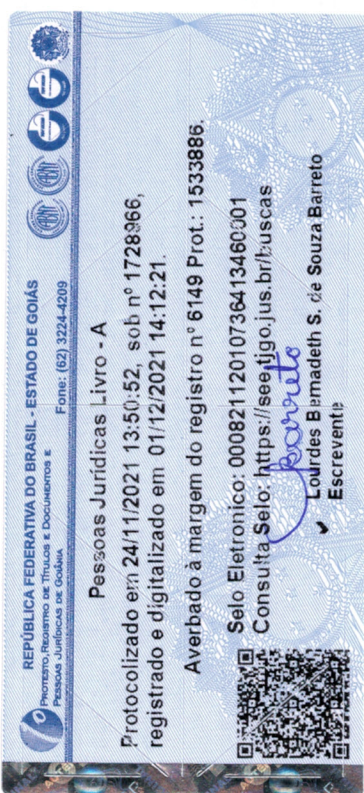 REPÚBLICA FEDERATIVA DO BRASIL - ESTADO DE GOIÁS
PROTESTO, REGISTRO DE TÍTULOS E DOCUMENTOS E
PESSOAS JURÍDICAS DE GOIÂNIA
Fone: (62) 3224-4209
Pessoas Jurídicas Livro - A
Protocolizado em 24/11/2021 13:50:52, sob nº 1728966,
registrado e digitalizado em 01/12/2021 14:12:21.
Averbado à margem do registro nº 6149 Prot.: 1533886.
Selo Eletronico: 00082112010736413460001
Consulta Selo: https://see.tjgo.jus.br/buscas
Barreto
Lourdes Bernadeth S. de Souza Barreto
Escrevente